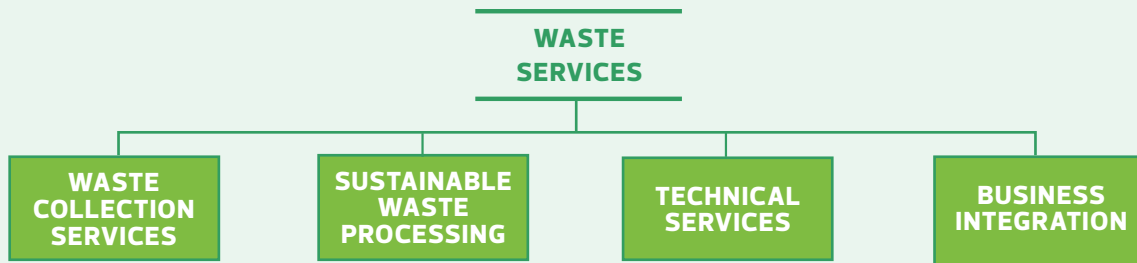 WASTE
SERVICES
WASTE
COLLECTION
SERVICES
SUSTAINABLE
WASTE
PROCESSING
TECHNICAL
SERVICES
BUSINESS
INTEGRATION